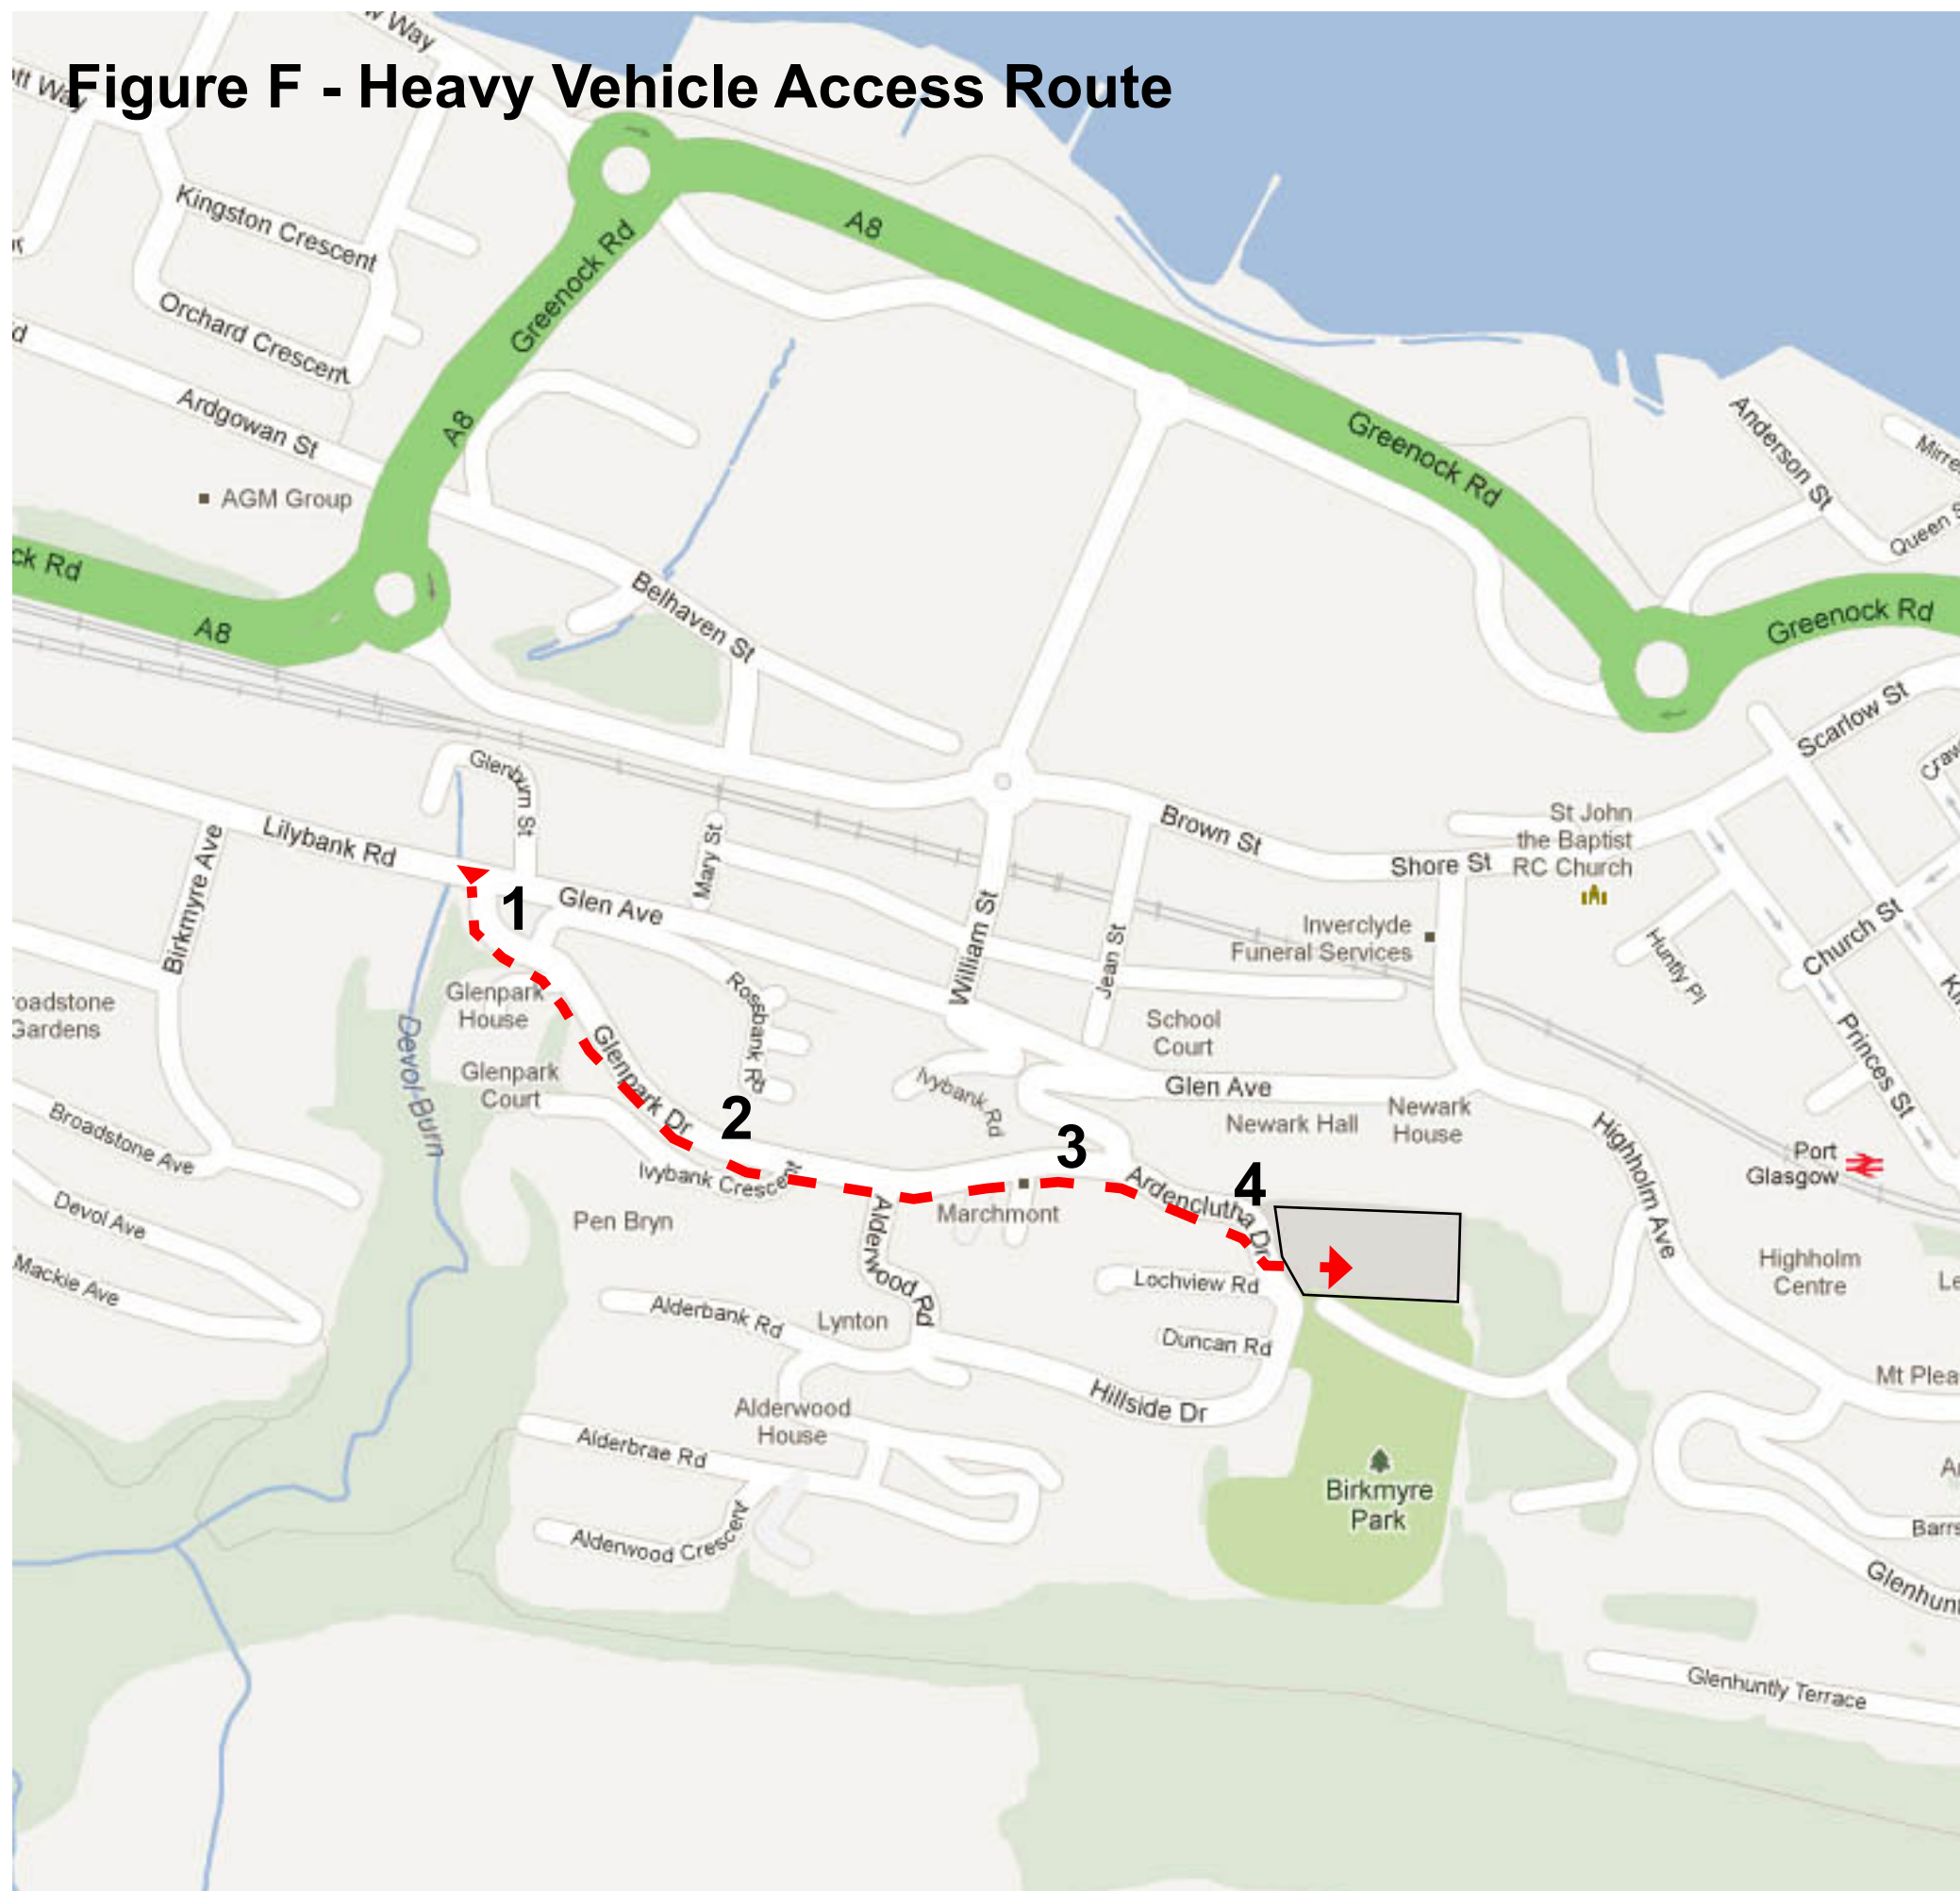 Figure F - Heavy Vehicle Access Route
Way
Way
Kingston Crescent
Orchard Crescent
Greenock Rd
A8
A8
Ardgowan St
AGM Group
A8
Belhaven St
Greenock Rd
Anderson St
Queen
Greenock Rd
Scarlow St
Glenburn St
Lilybank Rd
Birkmyre Ave
Mary St
Glen Ave
1
Brown St
Shore St
St John
the Baptist
RC Church
William St
Jean St
Inverclyde
Funeral Services
Huntly Pl
Church St
Princes St
Gardens
Glenpark
House
Rossbank Rd
School
Court
Devol Burn
Glenpark
Court
Glenpark Dr
Ivybank Rd
Glen Ave
Newark Hall
Newark
House
Highholm Ave
Port
Glasgow
2
3
4
Broadstone Ave
Ivybank Crescent
Ardenclutha Dr
Devol Ave
Pen Bryn
Marchmont
Alderwood Rd
Mackie Ave
Lochview Rd
Highholm
Centre
Alderbank Rd
Lynton
Duncan Rd
Hillside Dr
Mt
Alderwood
House
Alderbrae Rd
Birkmyre
Park
Alderwood Crescent
Glenhuntly Terrace